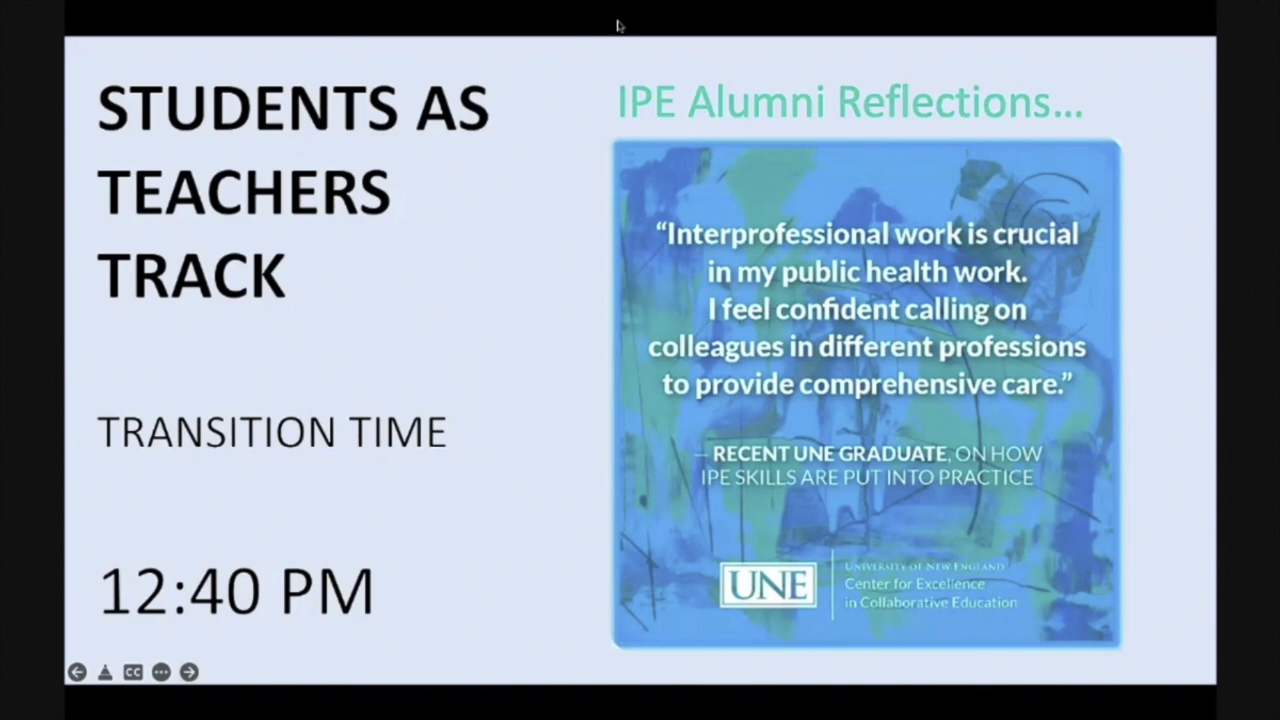 STUDENTS AS
TEACHERS
TRACK
TRANSITION TIME
12:40 PM
IPE Alumni Reflections...
“Interprofessional work is crucial
in my public health work.
I feel confident calling on
colleagues in different professions
to provide comprehensive care.”
— RECENT UNE GRADUATE, ON HOW
IPE SKILLS ARE PUT INTO PRACTICE
UNE
UNIVERSITY OF NEW ENGLAND
Center for Excellence
in Collaborative Education
CC